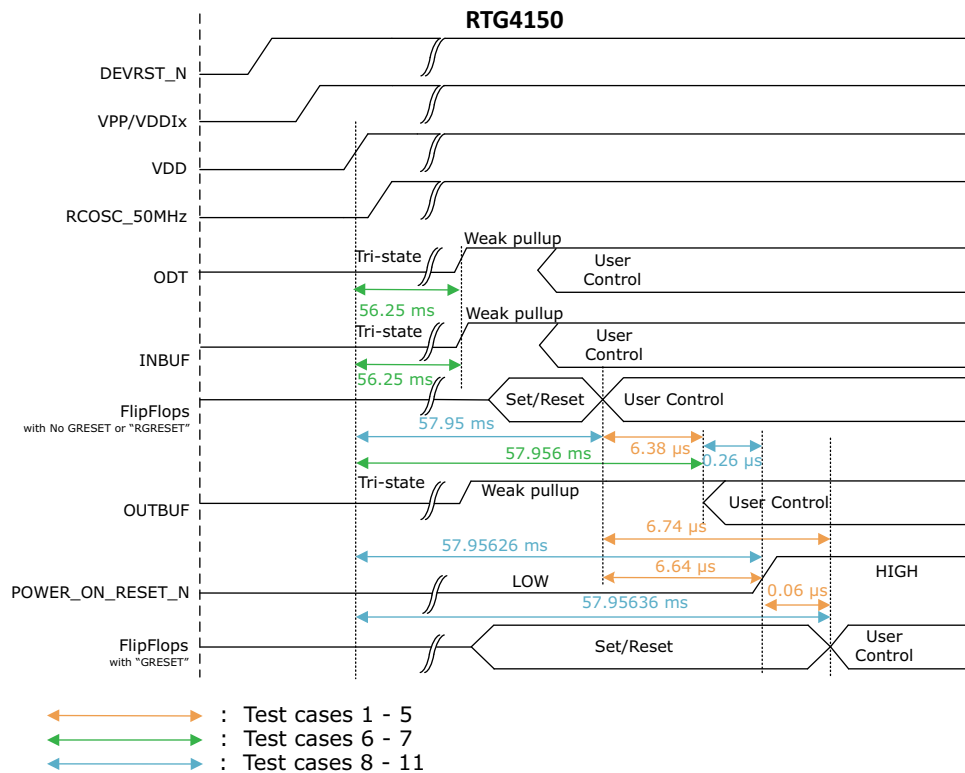 RTG4150
DEVRST_N
VPP/VDDIx
VDD
RCOSC_50MHz
Weak pullup
Tri-state
ODT
User
Control
56.25 ms
Weak pullup
Tri-state
INBUF
User
Control
56.25 ms
FlipFlops
with No GRESET or “RGRESET”
Set/Reset
User Control
57.95 ms
6.38 µs
57.956 ms
0.26 µs
Tri-state
Weak pullup
OUTBUF
User Control
6.74 µs
57.95626 ms
6.64 µs
LOW
HIGH
POWER_ON_RESET_N
0.06 µs
57.95636 ms
FlipFlops
with “GRESET”
Set/Reset
User
Control
: Test cases 1 - 5
: Test cases 6 - 7
: Test cases 8 - 11